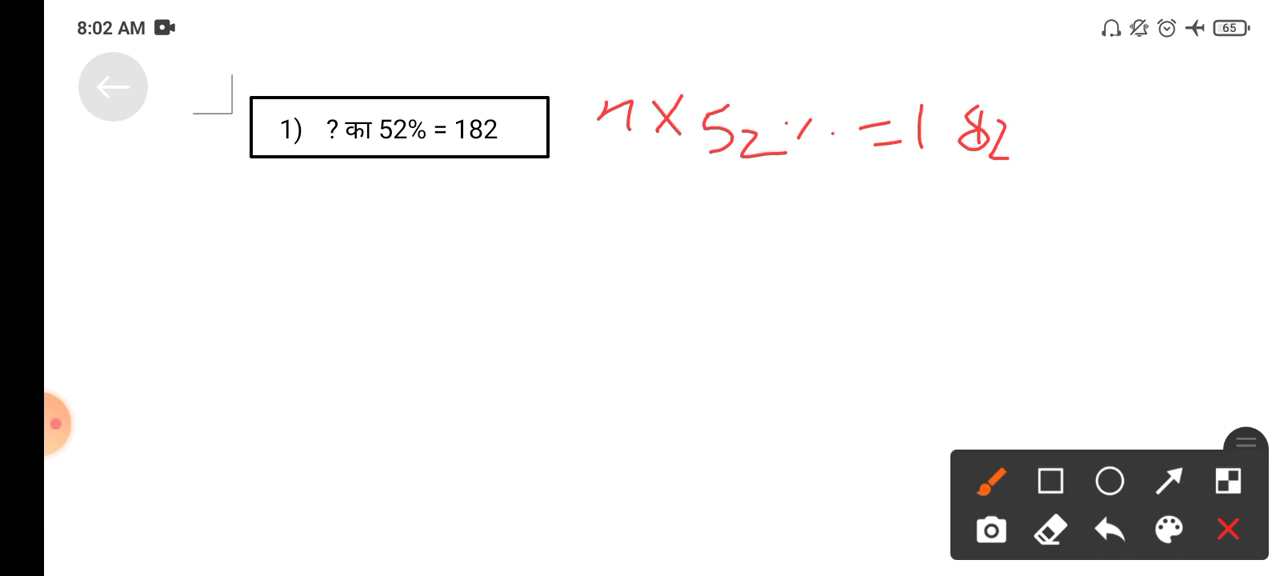 8:02 AM
65
1) ? का 52% = 182
n × 52% = 182